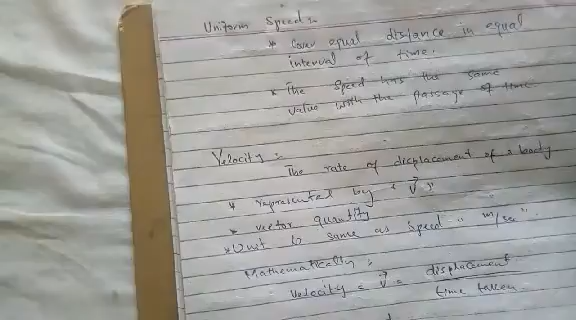 Uniform Speed:-
* Cover equal distance in equal
interval of time.
* The speed has the same
value with the passage of time
Velocity:-
The rate of displacement of a body
* represented by " v⃗ ".
* vector quantity
* Unit is same as speed " m/sec ".
Mathematically:
velocity = v⃗ = displacement
time taken